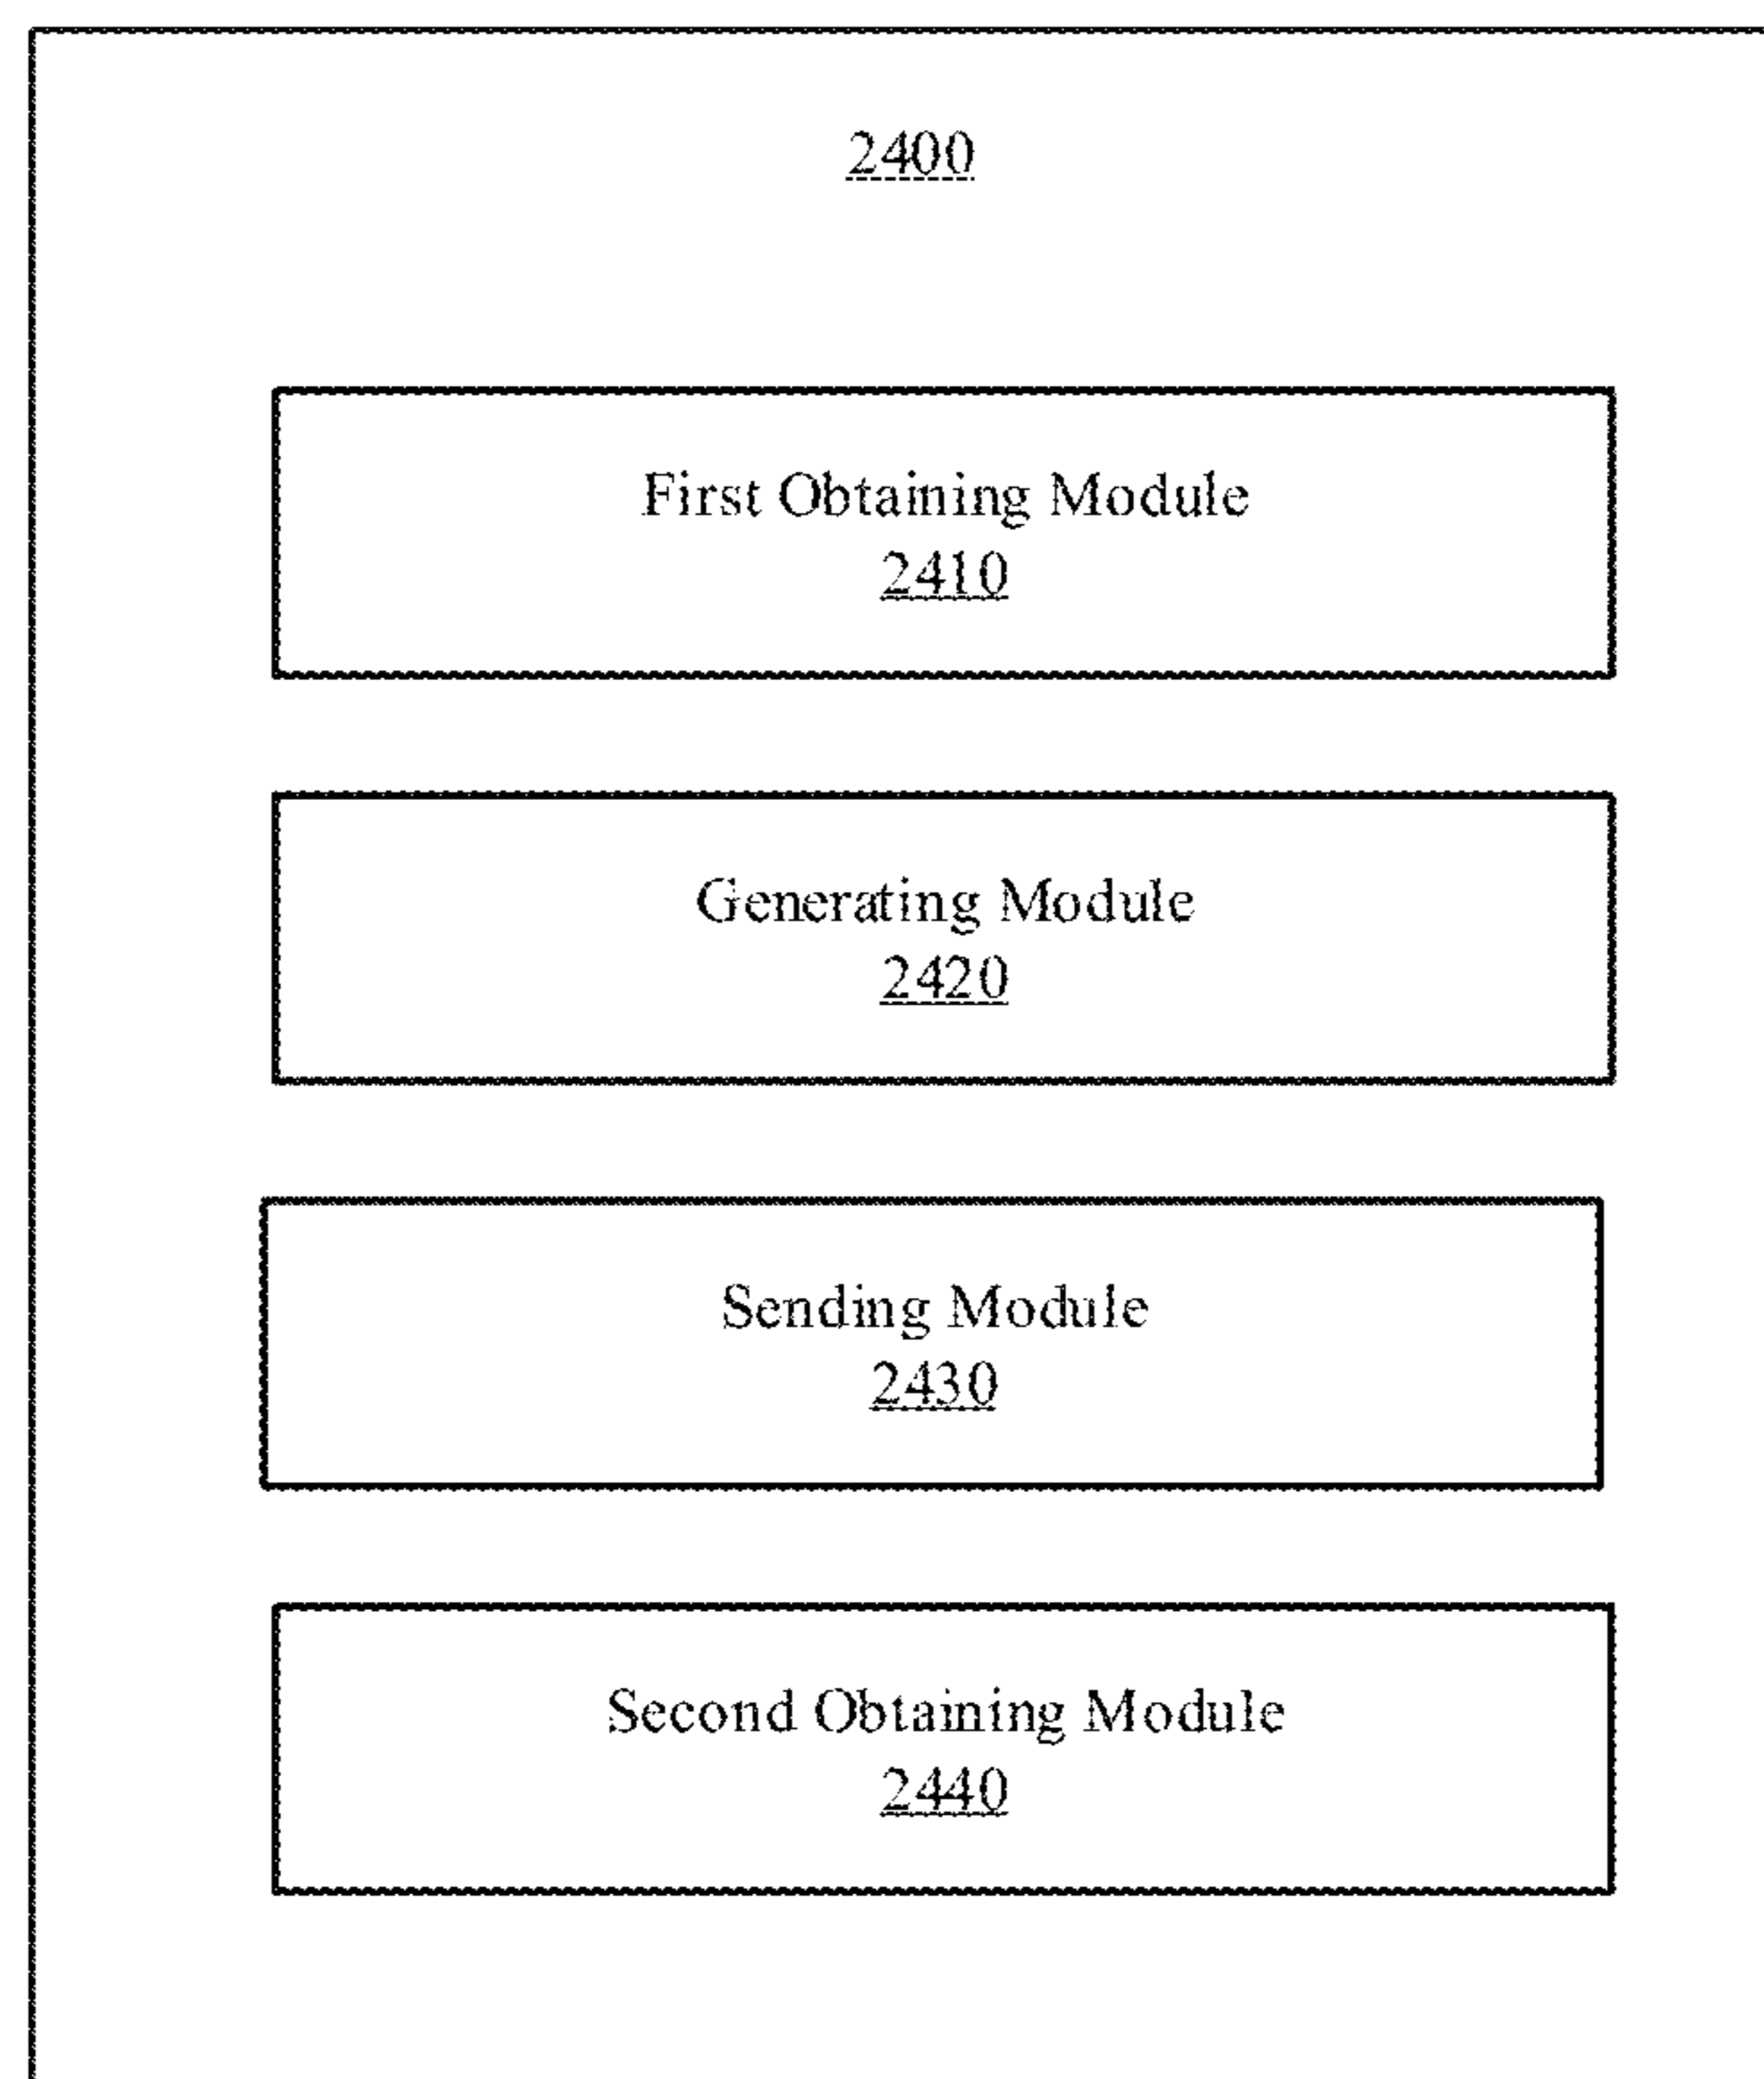 2400
First Obtaining Module
2410
Generating Module
2420
Sending Module
2430
Second Obtaining Module
2440